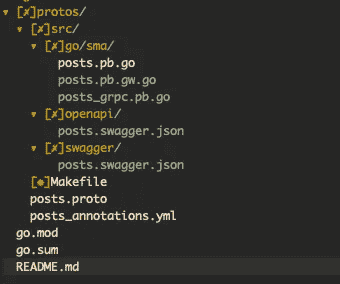 ▾ [✗]protos/
▾ [✗]src/
▾ [✗]go/sma/
posts.pb.go
posts.pb.gw.go
posts_grpc.pb.go
▾ [✗]openapi/
posts.swagger.json
▾ [✗]swagger/
posts.swagger.json
[✹]Makefile
posts.proto
posts_annotations.yml
go.mod
go.sum
README.md